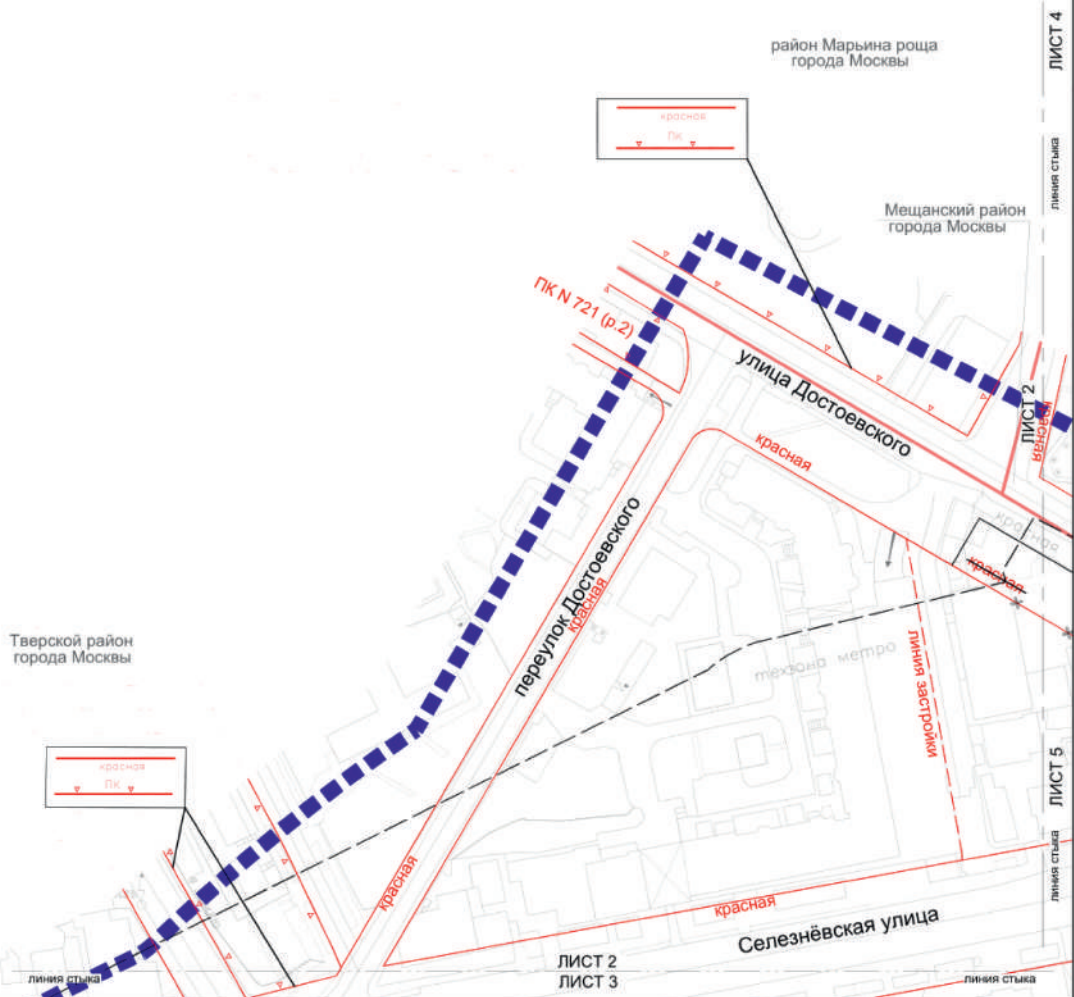 ЛИСТ 4
район Марьина роща
города Москвы
красная
ПК
линия стыка
Мещанский район
города Москвы
ПК N 721 (р.2)
улица Достоевского
ЛИСТ 2
красная
красная
красная
красная
переулок Достоевского
красная
техзона метро
линия застройки
Тверской район
города Москвы
красная
ПК
ЛИСТ 5
линия стыка
красная
красная
Селезнёвская улица
ЛИСТ 2
ЛИСТ 3
линия стыка
линия стыка